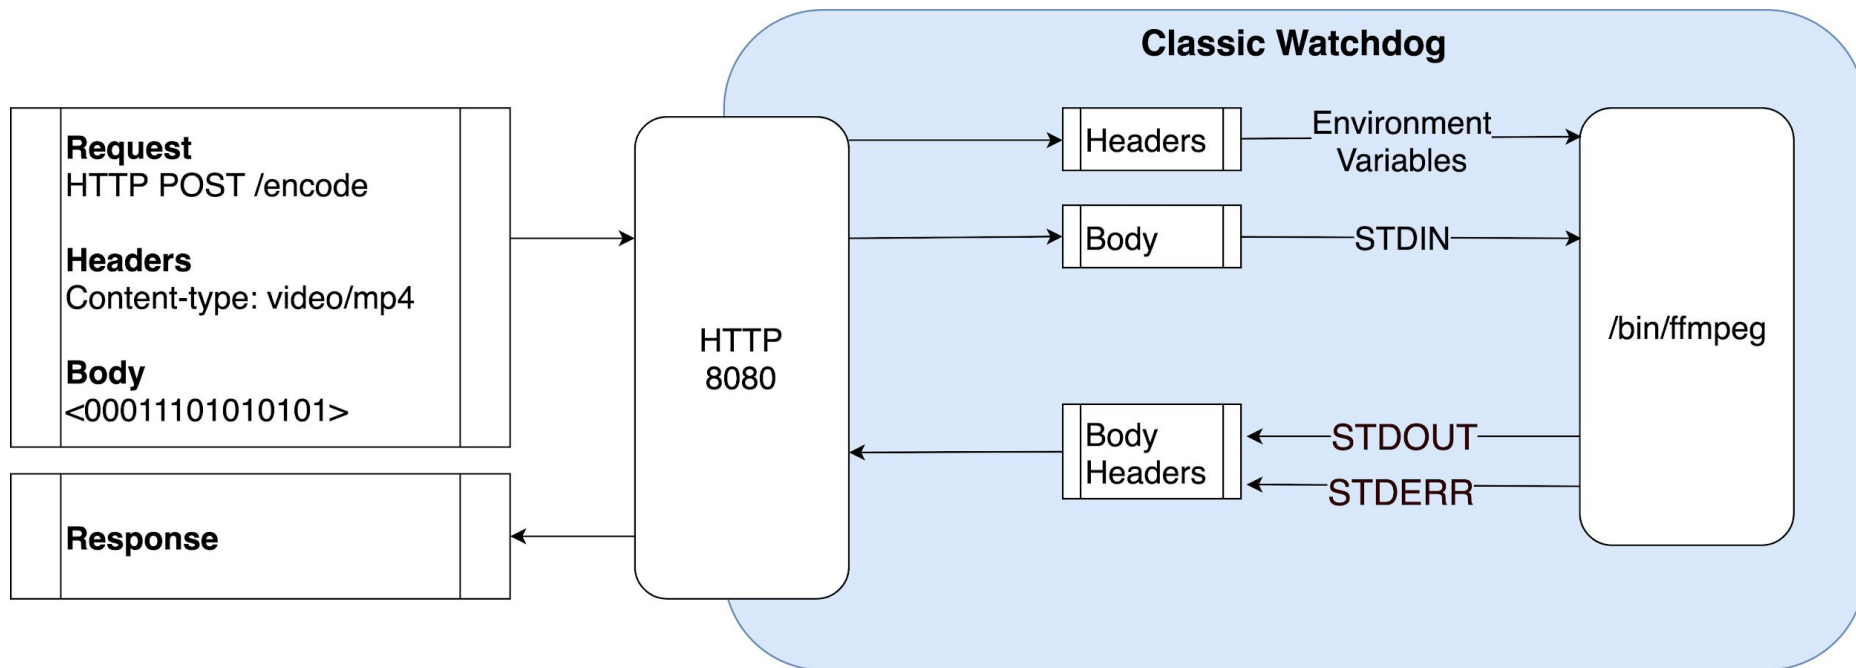 Classic Watchdog
Request
HTTP POST /encode
Headers
Content-type: video/mp4
Body
<00011101010101>
Response
HTTP
8080
Headers
Environment
Variables
Body
STDIN
/bin/ffmpeg
Body
Headers
STDOUT
STDERR